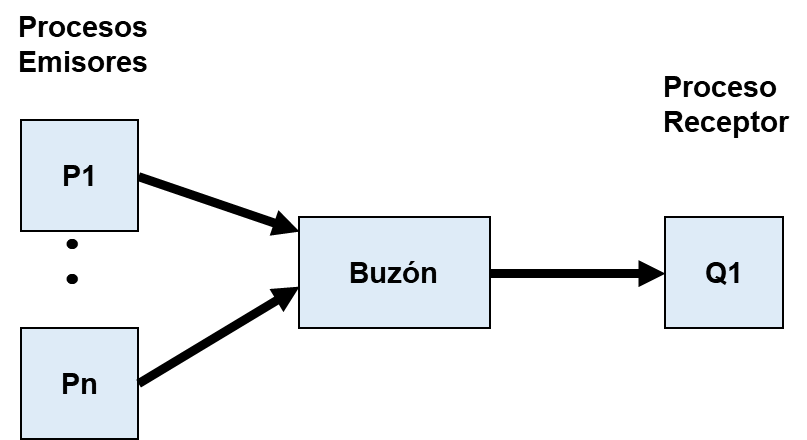 Procesos
Emisores
Proceso
Receptor
P1
Buzón
Q1
Pn